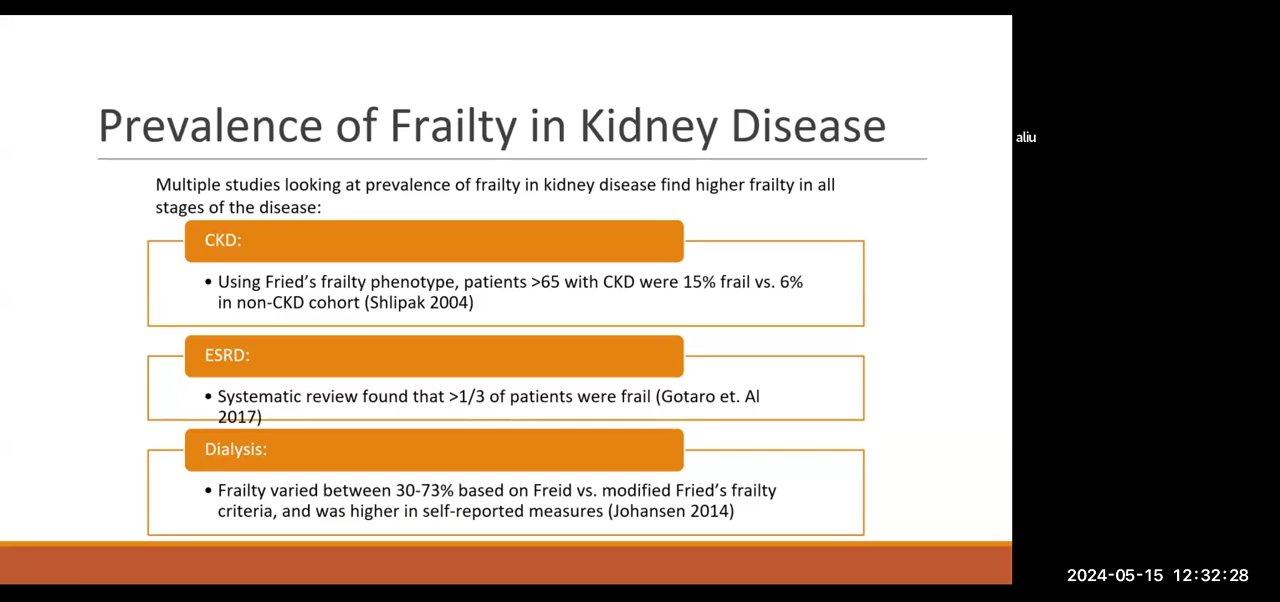 Prevalence of Frailty in Kidney Disease
aliu
Multiple studies looking at prevalence of frailty in kidney disease find higher frailty in all
stages of the disease:
CKD:
• Using Fried’s frailty phenotype, patients >65 with CKD were 15% frail vs. 6%
in non-CKD cohort (Shlipak 2004)
ESRD:
• Systematic review found that >1/3 of patients were frail (Gotaro et. Al
2017)
Dialysis:
• Frailty varied between 30-73% based on Freid vs. modified Fried’s frailty
criteria, and was higher in self-reported measures (Johansen 2014)
2024-05-15 12:32:28